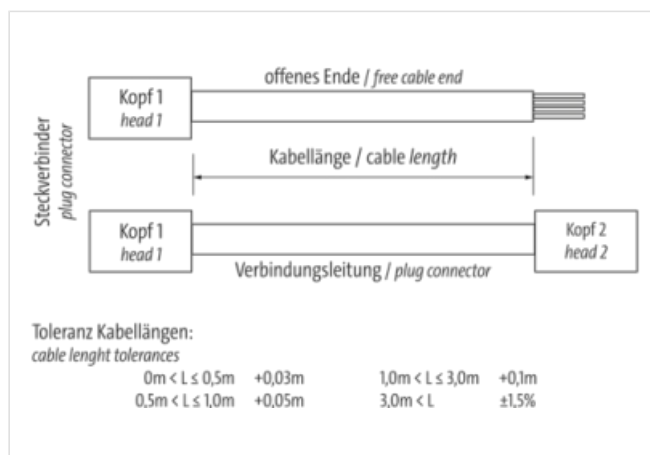 offenes Ende / free cable end
Kopf 1
head 1
Kabellänge / cable length
Steckverbinder
plug connector
Kopf 1
head 1
Kopf 2
head 2
Verbindungsleitung / plug connector
Toleranz Kabellängen:
cable lenght tolerances
0m < L ≤ 0,5m +0,03m 1,0m < L ≤ 3,0m +0,1m
0,5m < L ≤ 1,0m +0,05m 3,0m < L ±1,5%